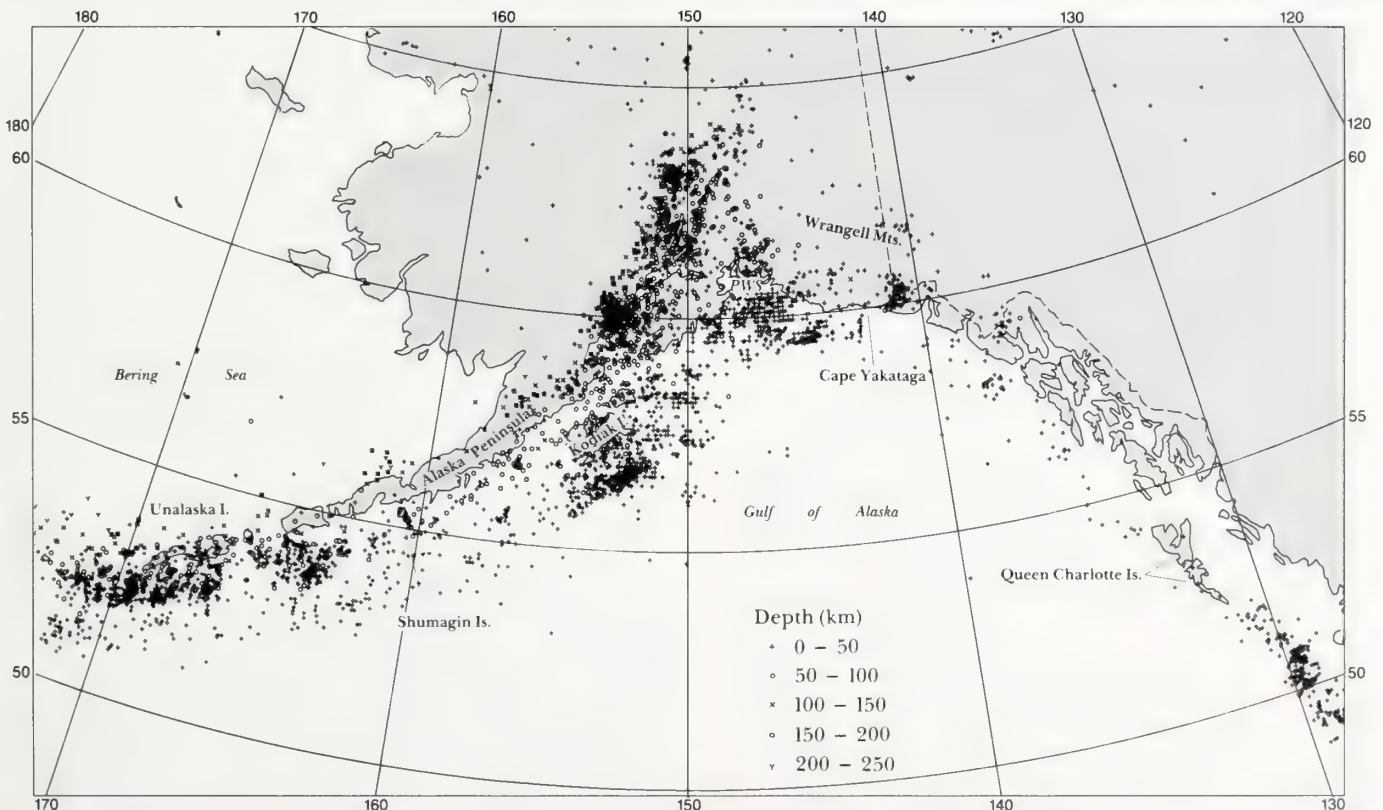 180
170
160
150
140
130
120
180
60
120
60
Wrangell Mts.
PWS
Cape Yakataga
Bering Sea
55
55
Kodiak I.
Alaska Peninsula
Unalaska I.
Gulf of Alaska
Queen Charlotte Is.
Shumagin Is.
Depth (km)
+ 0 – 50
○ 50 – 100
× 100 – 150
○ 150 – 200
Y 200 – 250
50
50
170
160
150
140
130